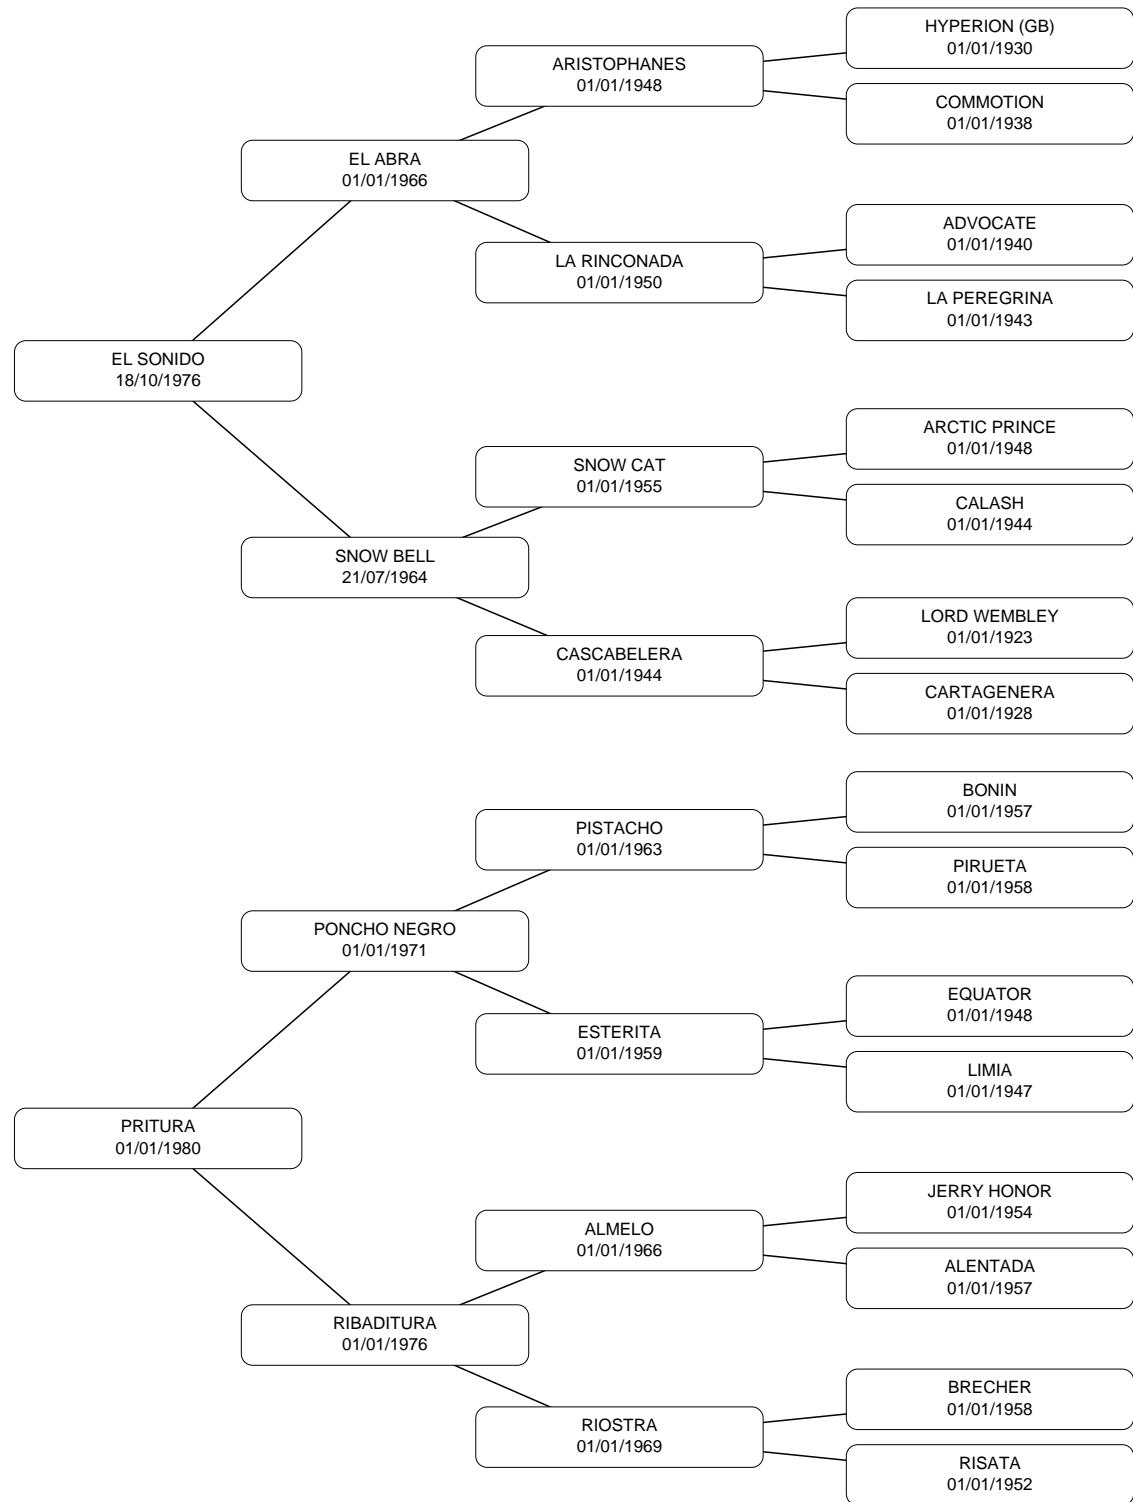 HYPERION (GB)
01/01/1930
ARISTOPHANES
01/01/1948
COMMOTION
01/01/1938
EL ABRA
01/01/1966
ADVOCATE
01/01/1940
LA RINCONADA
01/01/1950
LA PEREGRINA
01/01/1943
EL SONIDO
18/10/1976
ARCTIC PRINCE
01/01/1948
SNOW CAT
01/01/1955
CALASH
01/01/1944
SNOW BELL
21/07/1964
LORD WEMBLEY
01/01/1923
CASCABELERA
01/01/1944
CARTAGENERA
01/01/1928
BONIN
01/01/1957
PISTACHO
01/01/1963
PIRUETA
01/01/1958
PONCHO NEGRO
01/01/1971
EQUATOR
01/01/1948
ESTERITA
01/01/1959
LIMIA
01/01/1947
PRITURA
01/01/1980
JERRY HONOR
01/01/1954
ALMELO
01/01/1966
ALENTADA
01/01/1957
RIBADITURA
01/01/1976
BRECHER
01/01/1958
RIOSTRA
01/01/1969
RISATA
01/01/1952